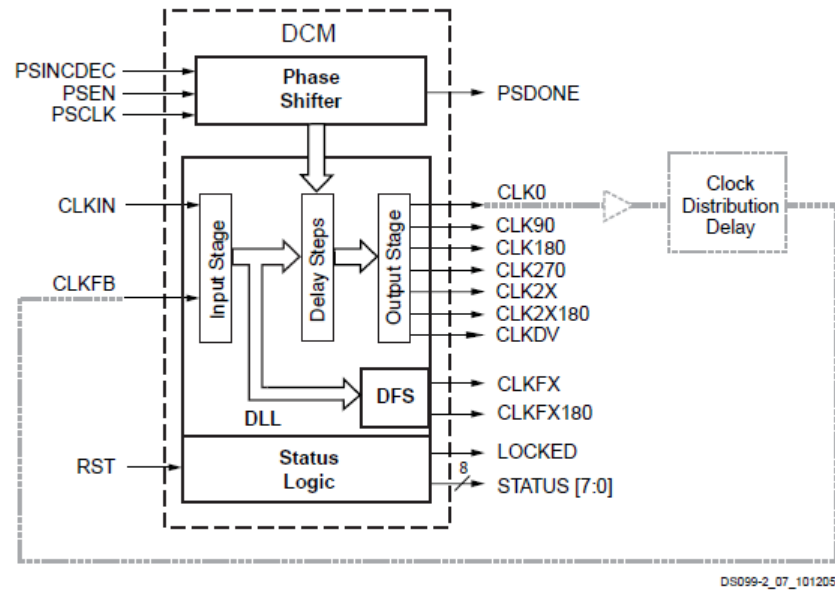 DCM
PSINCDEC
PSEN
PSCLK
Phase
Shifter
PSDONE
CLKIN
CLKFB
Input Stage
Delay Steps
Output Stage
CLK0
CLK90
CLK180
CLK270
CLK2X
CLK2X180
CLKDV
Clock
Distribution
Delay
DFS
CLKFX
CLKFX180
DLL
RST
Status
Logic
LOCKED
8
STATUS [7:0]
DS099-2_07_101205